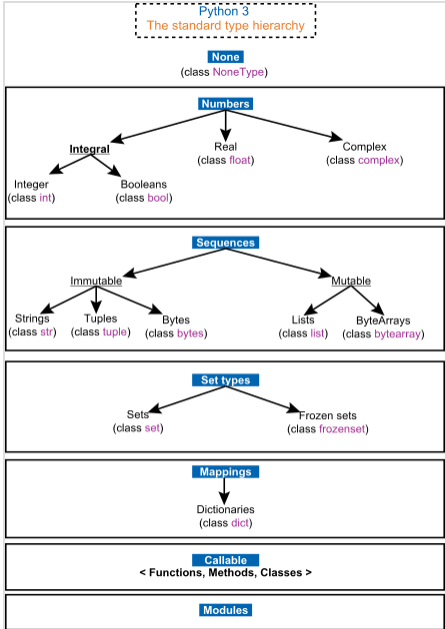 Python 3
The standard type hierarchy
None
(class NoneType)
Numbers
Integral
Real
(class float)
Complex
(class complex)
Integer
(class int)
Booleans
(class bool)
Sequences
Immutable
Mutable
Strings
(class str)
Tuples
(class tuple)
Bytes
(class bytes)
Lists
(class list)
ByteArrays
(class bytearray)
Set types
Sets
(class set)
Frozen sets
(class frozenset)
Mappings
Dictionaries
(class dict)
Callable
< Functions, Methods, Classes >
Modules